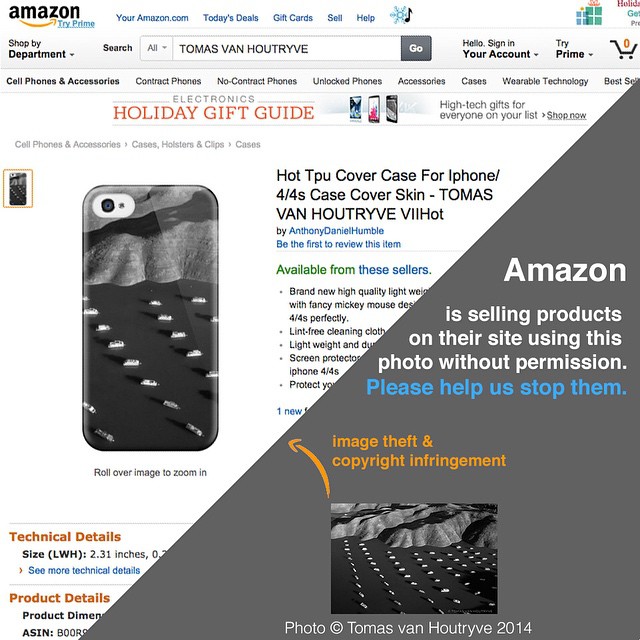 amazon
Try Prime
Your Amazon.com Today's Deals Gift Cards Sell Help
Shop by
Department
Search All TOMAS VAN HOUTRYVE Go
Hello. Sign in
Your Account
Try
Prime
0
Cell Phones & Accessories Contract Phones No-Contract Phones Unlocked Phones Accessories Cases Wearable Technology Best
ELECTRONICS
HOLIDAY GIFT GUIDE
High-tech gifts for
everyone on your list › Shop now
Cell Phones & Accessories › Cases, Holsters & Clips › Cases
Hot Tpu Cover Case For Iphone/
4/4s Case Cover Skin - TOMAS
VAN HOUTRYVE VIIHot
by AnthonyDanielHumble
Be the first to review this item
Available from these sellers.
Brand new high quality light
with fancy mickey mouse
4/4s perfectly.
Lint-free cleaning cloth
Light weight and
Screen protector
iphone 4/4s
Protect
1 new
Roll over image to zoom in
Amazon
is selling products
on their site using this
photo without permission.
Please help us stop them.
image theft &
copyright infringement
Technical Details
Size (LWH): 2.31 inches,
› See more technical details
Product Details
Product
ASIN:
Photo © Tomas van Houtryve 2014